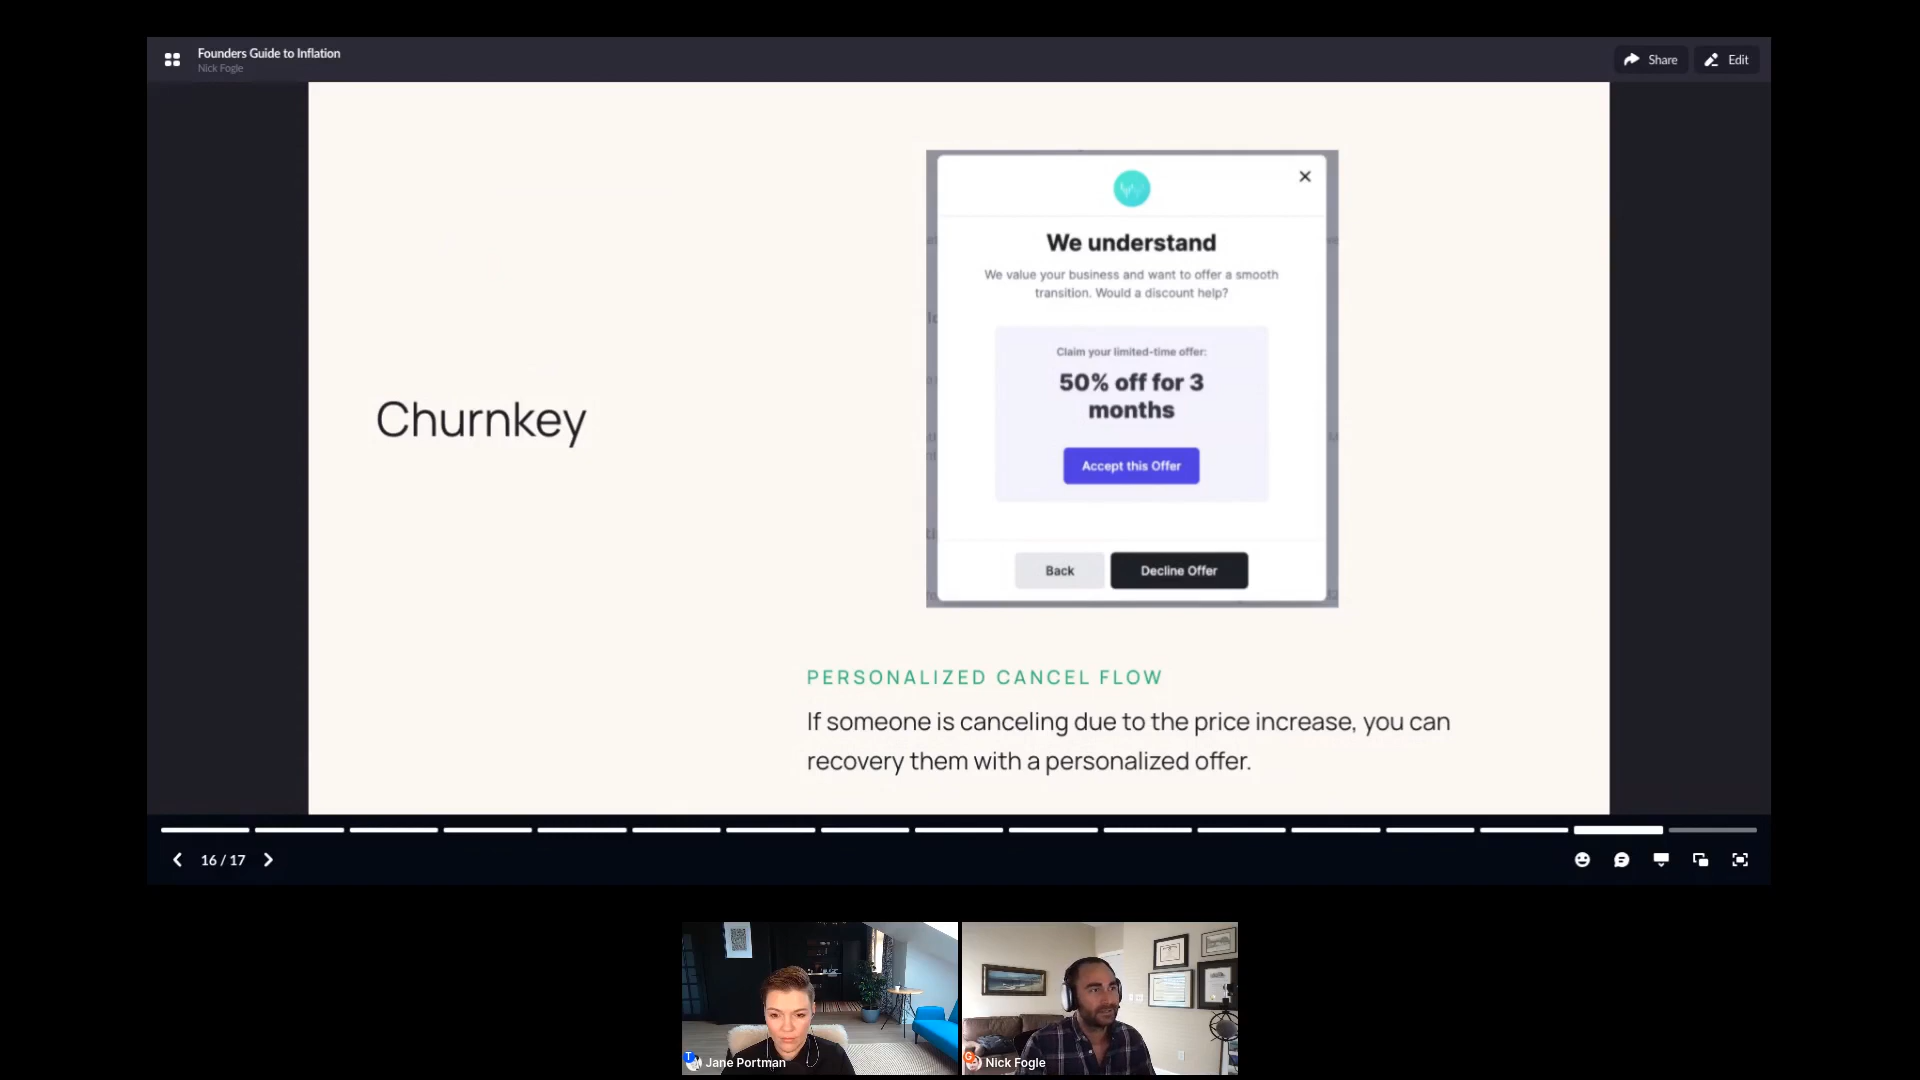 Founders Guide to Inflation
Nick Fogle
Share
Edit
Churnkey
We understand
We value your business and want to offer a smooth
transition. Would a discount help?
Claim your limited-time offer:
50% off for 3
months
Accept this Offer
Back
Decline Offer
PERSONALIZED CANCEL FLOW
If someone is canceling due to the price increase, you can
recovery them with a personalized offer.
16 / 17
Jane Portman
Nick Fogle